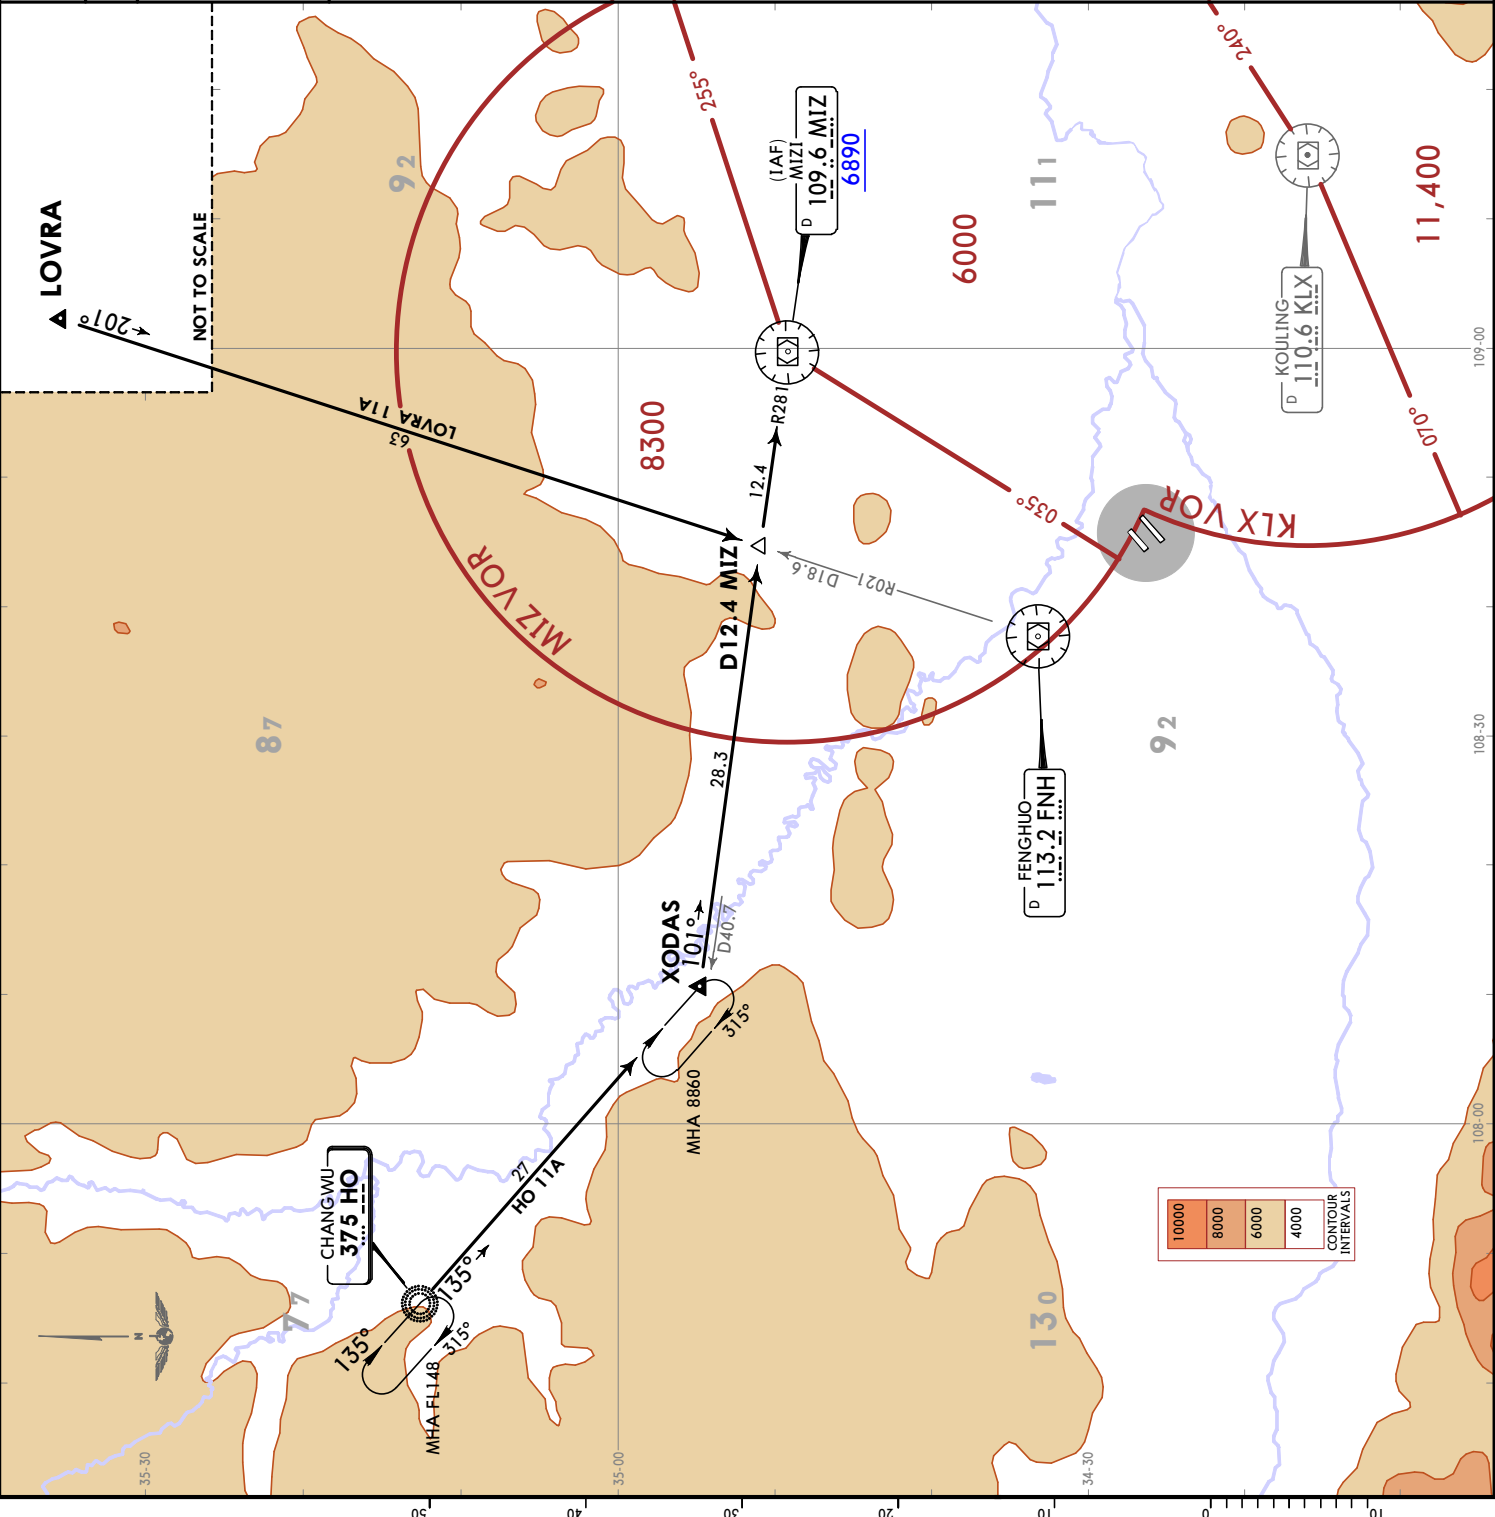 LOVRA
201°
NOT TO SCALE
LOVRA 11A
63
92
255°
240°
(IAF)
MIZI
D 109.6 MIZ
6890
111
11,400
6000
KOULING
D 110.6 KLX
109-00
8300
R281
12.4
070°
035°
KLX VOR
MIZ VOR
D12.4 MIZ
D18.6
R021
87
28.3
92
108-30
FENGHUO
D 113.2 FNH
XODAS
101°
D40.7
315°
MHA 8860
108-00
CHANGWU
375 HO
27
HO 11A
135°
135°
315°
MHA FL148
77
N
130
10000
8000
6000
4000
CONTOUR
INTERVALS
35-30
35-00
34-30
50
40
30
20
10
0
10